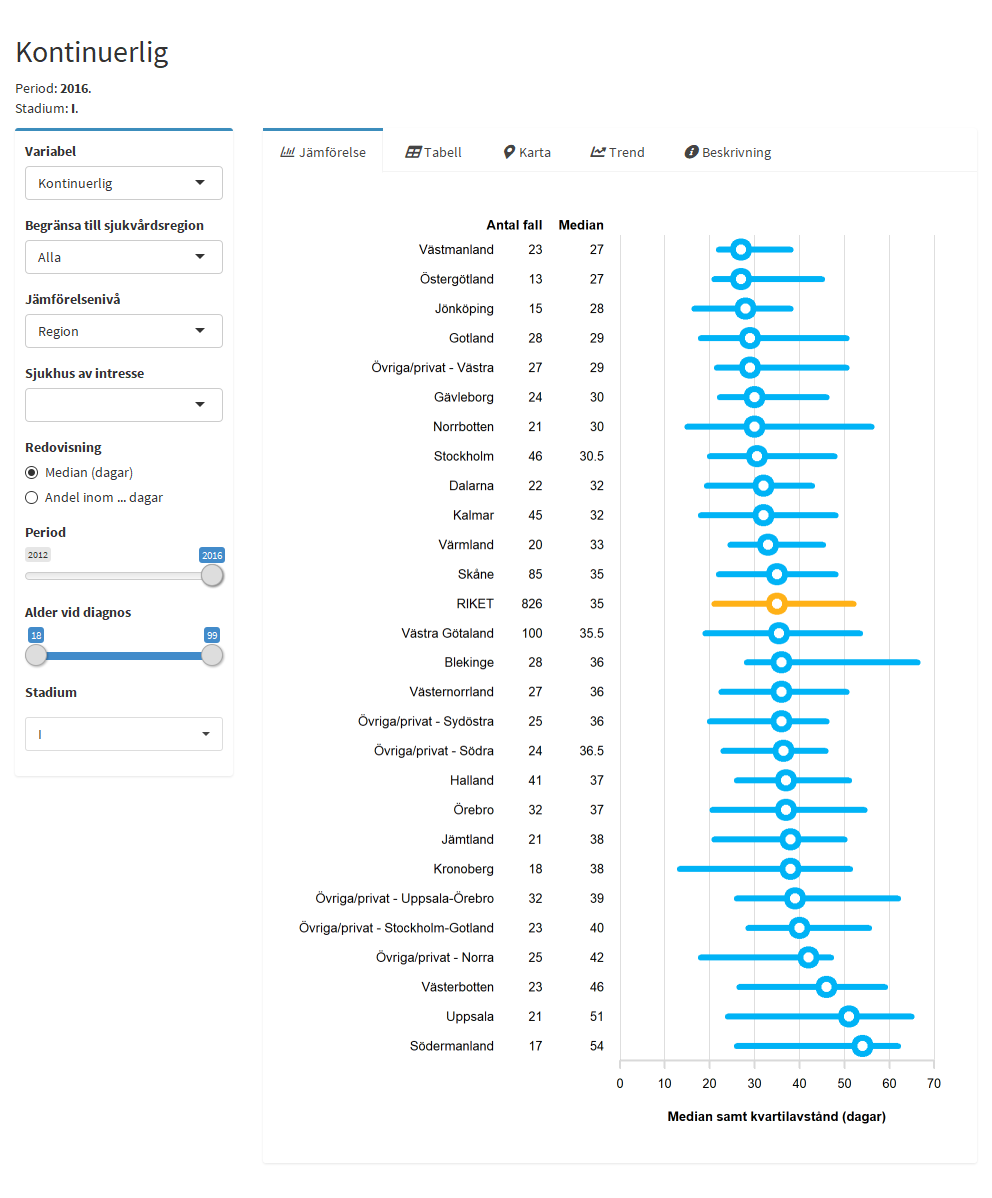 Kontinuerlig
Period: 2016.
Stadium: I.
Variabel
Kontinuerlig
Begränsa till sjukvårdsregion
Alla
Jämförelsenivå
Region
Sjukhus av intresse
Redovisning
Median (dagar)
Andel inom ... dagar
Period
2012 2016
Alder vid diagnos
18 99
Stadium
I
Jämförelse Tabell Karta Trend Beskrivning
Antal fall Median
Västmanland 23 27
Östergötland 13 27
Jönköping 15 28
Gotland 28 29
Övriga/privat - Västra 27 29
Gävleborg 24 30
Norrbotten 21 30
Stockholm 46 30.5
Dalarna 22 32
Kalmar 45 32
Värmland 20 33
Skåne 85 35
RIKET 826 35
Västra Götaland 100 35.5
Blekinge 28 36
Västernorrland 27 36
Övriga/privat - Sydöstra 25 36
Övriga/privat - Södra 24 36.5
Halland 41 37
Örebro 32 37
Jämtland 21 38
Kronoberg 18 38
Övriga/privat - Uppsala-Örebro 32 39
Övriga/privat - Stockholm-Gotland 23 40
Övriga/privat - Norra 25 42
Västerbotten 23 46
Uppsala 21 51
Södermanland 17 54
0 10 20 30 40 50 60 70
Median samt kvartilavstånd (dagar)